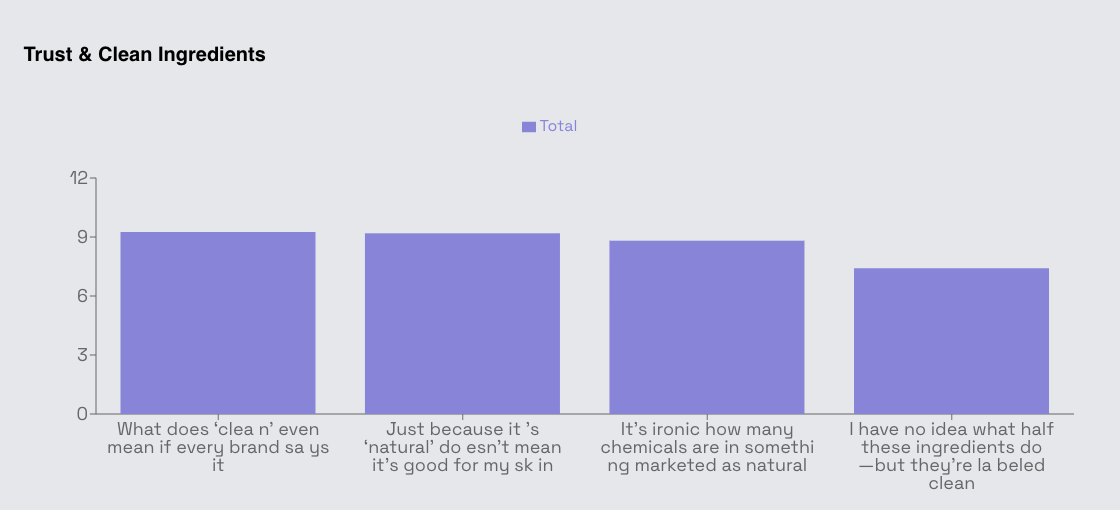 Trust & Clean Ingredients
Total
12
9
6
3
0
What does ‘clea n’ even
mean if every brand sa ys
it
Just because it ’s
‘natural’ do esn’t mean
it’s good for my sk in
It’s ironic how many
chemicals are in somethi
ng marketed as natural
I have no idea what half
these ingredients do
—but they’re la beled
clean